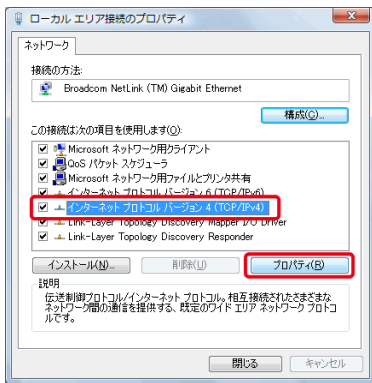 ローカル エリア接続のプロパティ
ネットワーク
接続の方法:
Broadcom NetLink (TM) Gigabit Ethernet
構成(C)...
この接続は次の項目を使用します(O):
Microsoft ネットワーク用クライアント
QoS パケット スケジューラ
Microsoft ネットワーク用ファイルとプリンタ共有
インターネット プロトコル バージョン 6 (TCP/IPv6)
インターネット プロトコル バージョン 4 (TCP/IPv4)
Link-Layer Topology Discovery Mapper I/O Driver
Link-Layer Topology Discovery Responder
インストール(N)...
削除(U)
プロパティ(R)
説明
伝送制御プロトコル/インターネット プロトコル。相互接続されたさまざまな
ネットワーク間の通信を提供する、既定のワイド エリア ネットワーク プロトコ
ルです。
閉じる
キャンセル